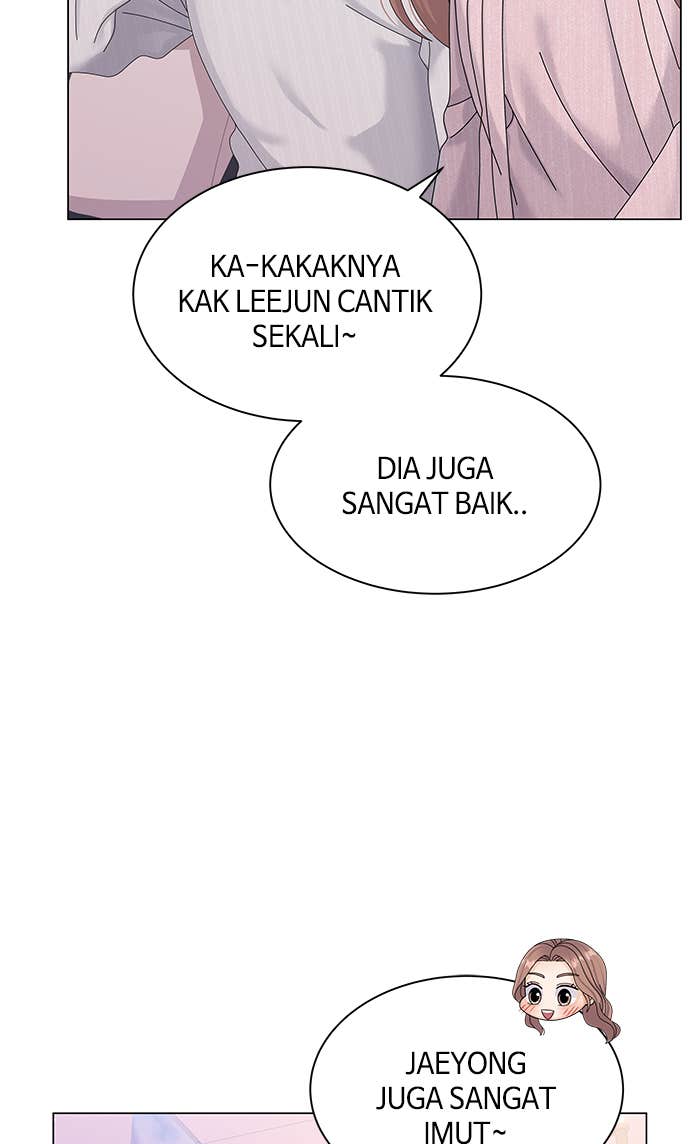 KA-KAKAKNYA
KAK LEEJUN CANTIK
SEKALI~
DIA JUGA
SANGAT BAIK..
JAEYONG
JUGA SANGAT
IMUT~